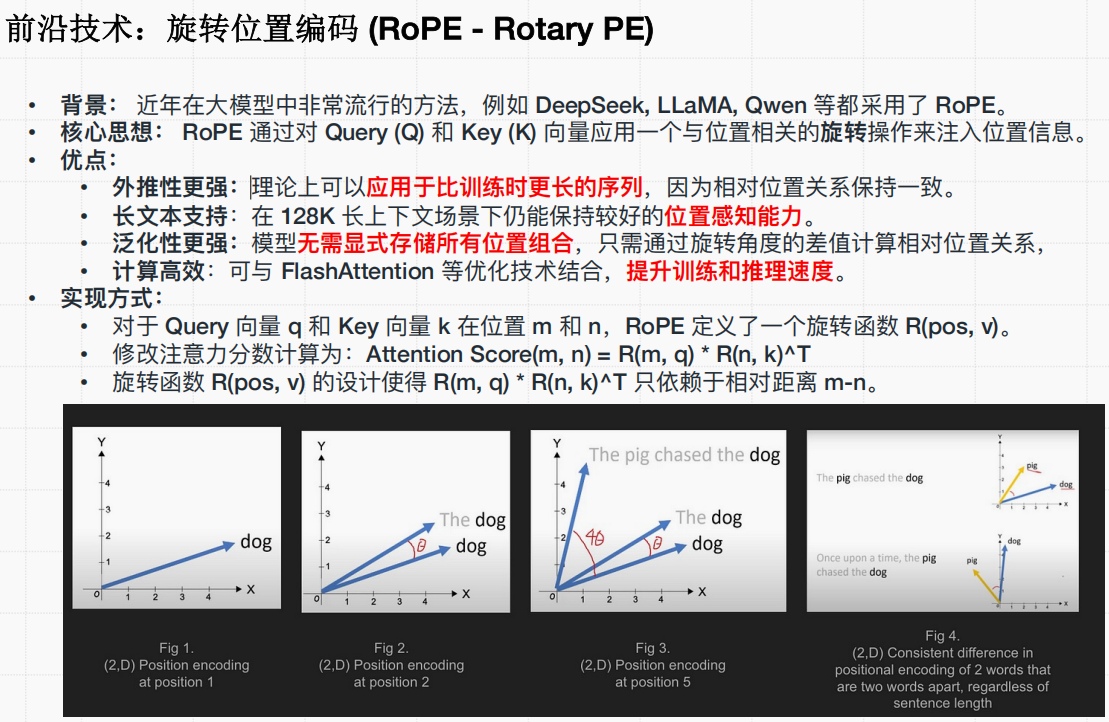 前沿技术：旋转位置编码 (RoPE - Rotary PE)
• 背景： 近年在大模型中非常流行的方法，例如 DeepSeek, LLaMA, Qwen 等都采用了 RoPE。
• 核心思想： RoPE 通过对 Query (Q) 和 Key (K) 向量应用一个与位置相关的旋转操作来注入位置信息。
• 优点：
• 外推性更强：理论上可以应用于比训练时更长的序列，因为相对位置关系保持一致。
• 长文本支持：在 128K 长上下文场景下仍能保持较好的位置感知能力。
• 泛化性更强：模型无需显式存储所有位置组合，只需通过旋转角度的差值计算相对位置关系，
• 计算高效：可与 FlashAttention 等优化技术结合，提升训练和推理速度。
• 实现方式：
• 对于 Query 向量 q 和 Key 向量 k 在位置 m 和 n，RoPE 定义了一个旋转函数 R(pos, v)。
• 修改注意力分数计算为：Attention Score(m, n) = R(m, q) * R(n, k)^T
• 旋转函数 R(pos, v) 的设计使得 R(m, q) * R(n, k)^T 只依赖于相对距离 m-n。
Y
4
3
2
1
0 1 2 3 4 X
dog
Fig 1.
(2,D) Position encoding
at position 1
Y
4
3
2
1
0 1 2 3 4 X
The dog
θ
dog
Fig 2.
(2,D) Position encoding
at position 2
Y
4
3
2
1
0 1 2 3 4 X
The pig chased the dog
4θ
The dog
θ
dog
Fig 3.
(2,D) Position encoding
at position 5
The pig chased the dog
Y
pig
dog
X
Once upon a time, the pig
chased the dog
Y
dog
pig
X
Fig 4.
(2,D) Consistent difference in
positional encoding of 2 words that
are two words apart, regardless of
sentence length